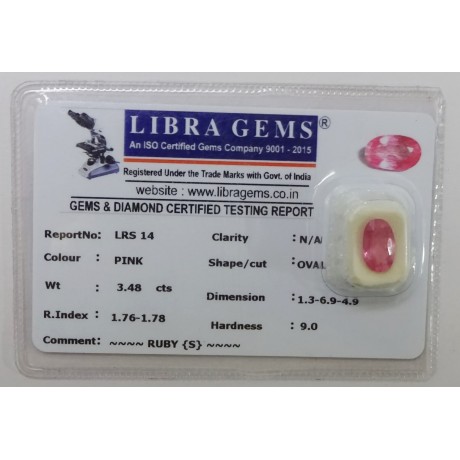 LIBRA GEMS ®
An ISO Certified Gems Company 9001 - 2015
Registered Under the Trade Marks with Govt. of India
website : www.libragems.co.in
GEMS & DIAMOND CERTIFIED TESTING REPORT
ReportNo: LRS 14 Clarity : N/A
Colour : PINK Shape/cut : OVAL
Wt : 3.48 cts Dimension : 1.3-6.9-4.9
R.Index : 1.76-1.78 Hardness : 9.0
Comment: ~~~~ RUBY {S} ~~~~